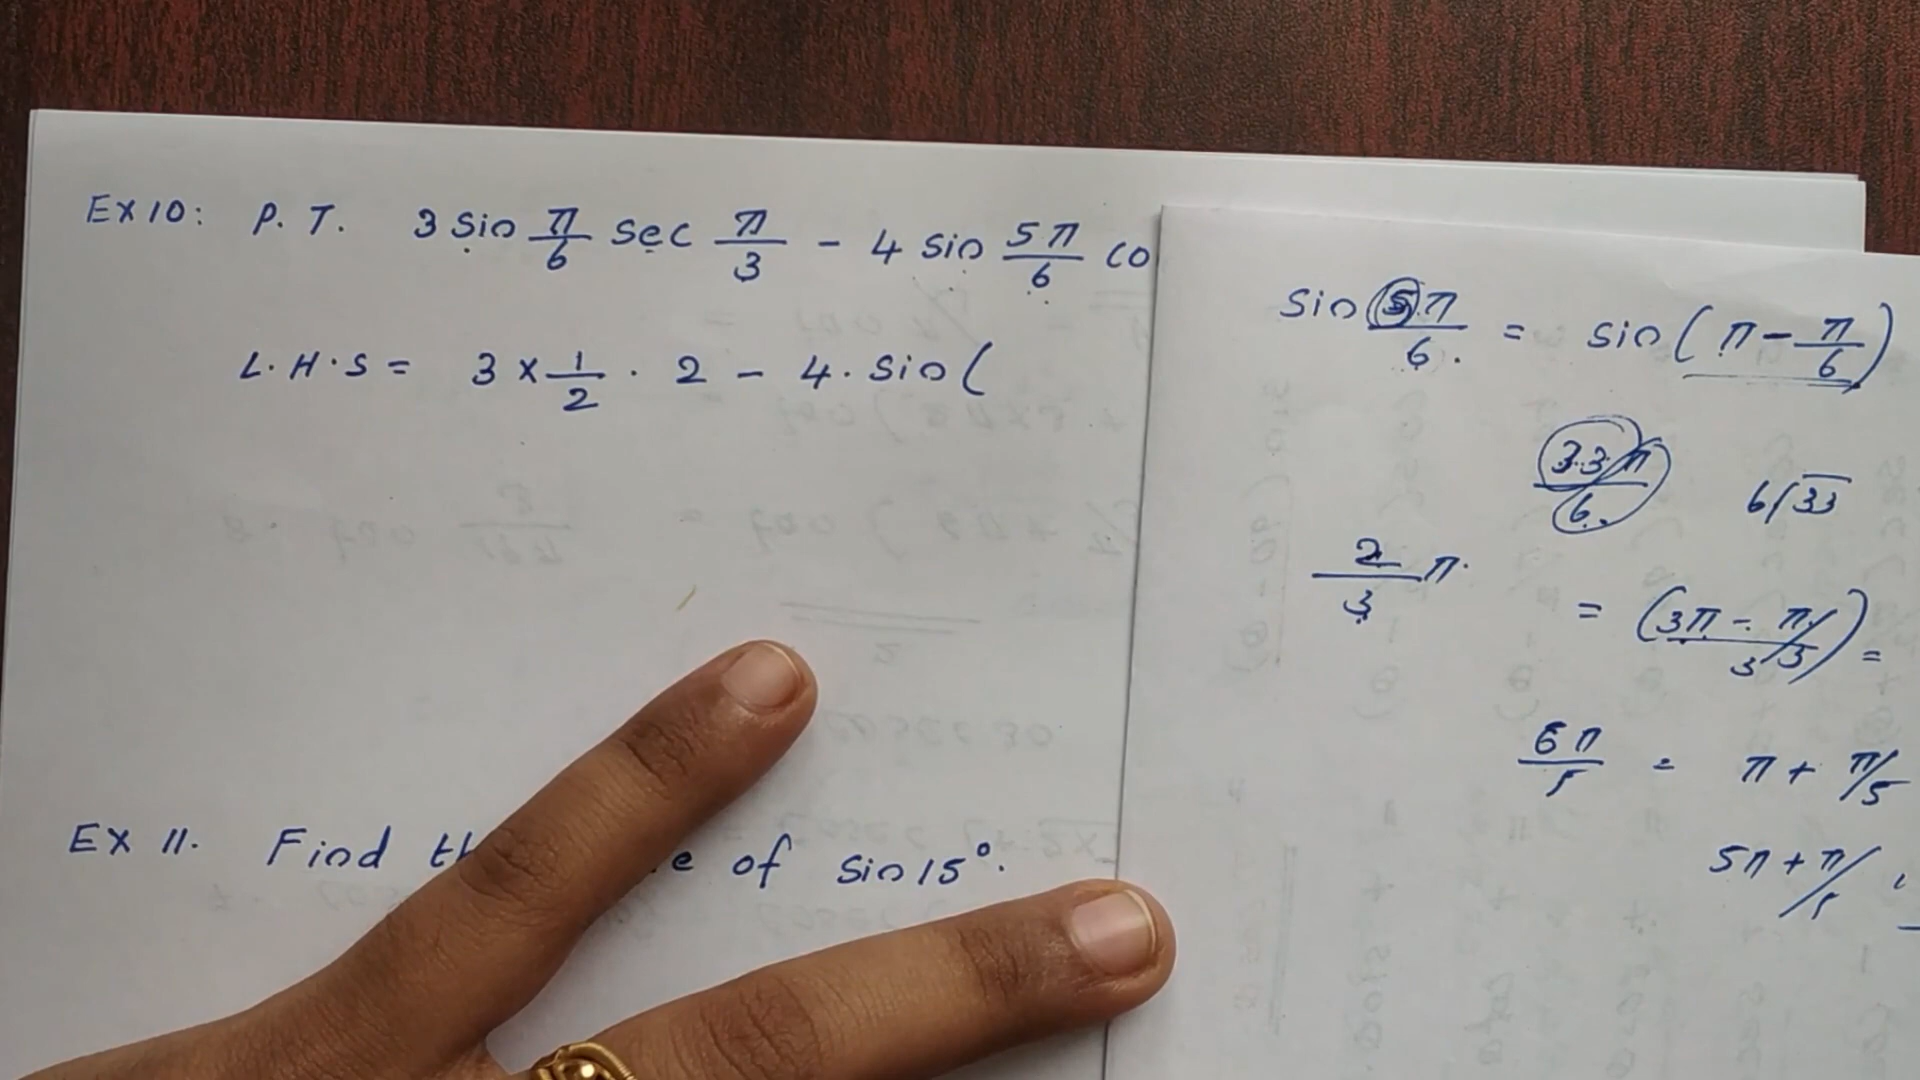 EX 10: P. T. 3 sin π/6 sec π/3 - 4 sin 5π/6 co
L.H.S = 3 × 1/2 . 2 - 4. sin (
EX 11. Find th e of sin 15°.
sin 5π/6. = sin ( π - π/6 )
33π/6. 6√33
2/3 π.
= (3π - π/3 / 3) =
6π/5 = π + π/5
5π + π/5